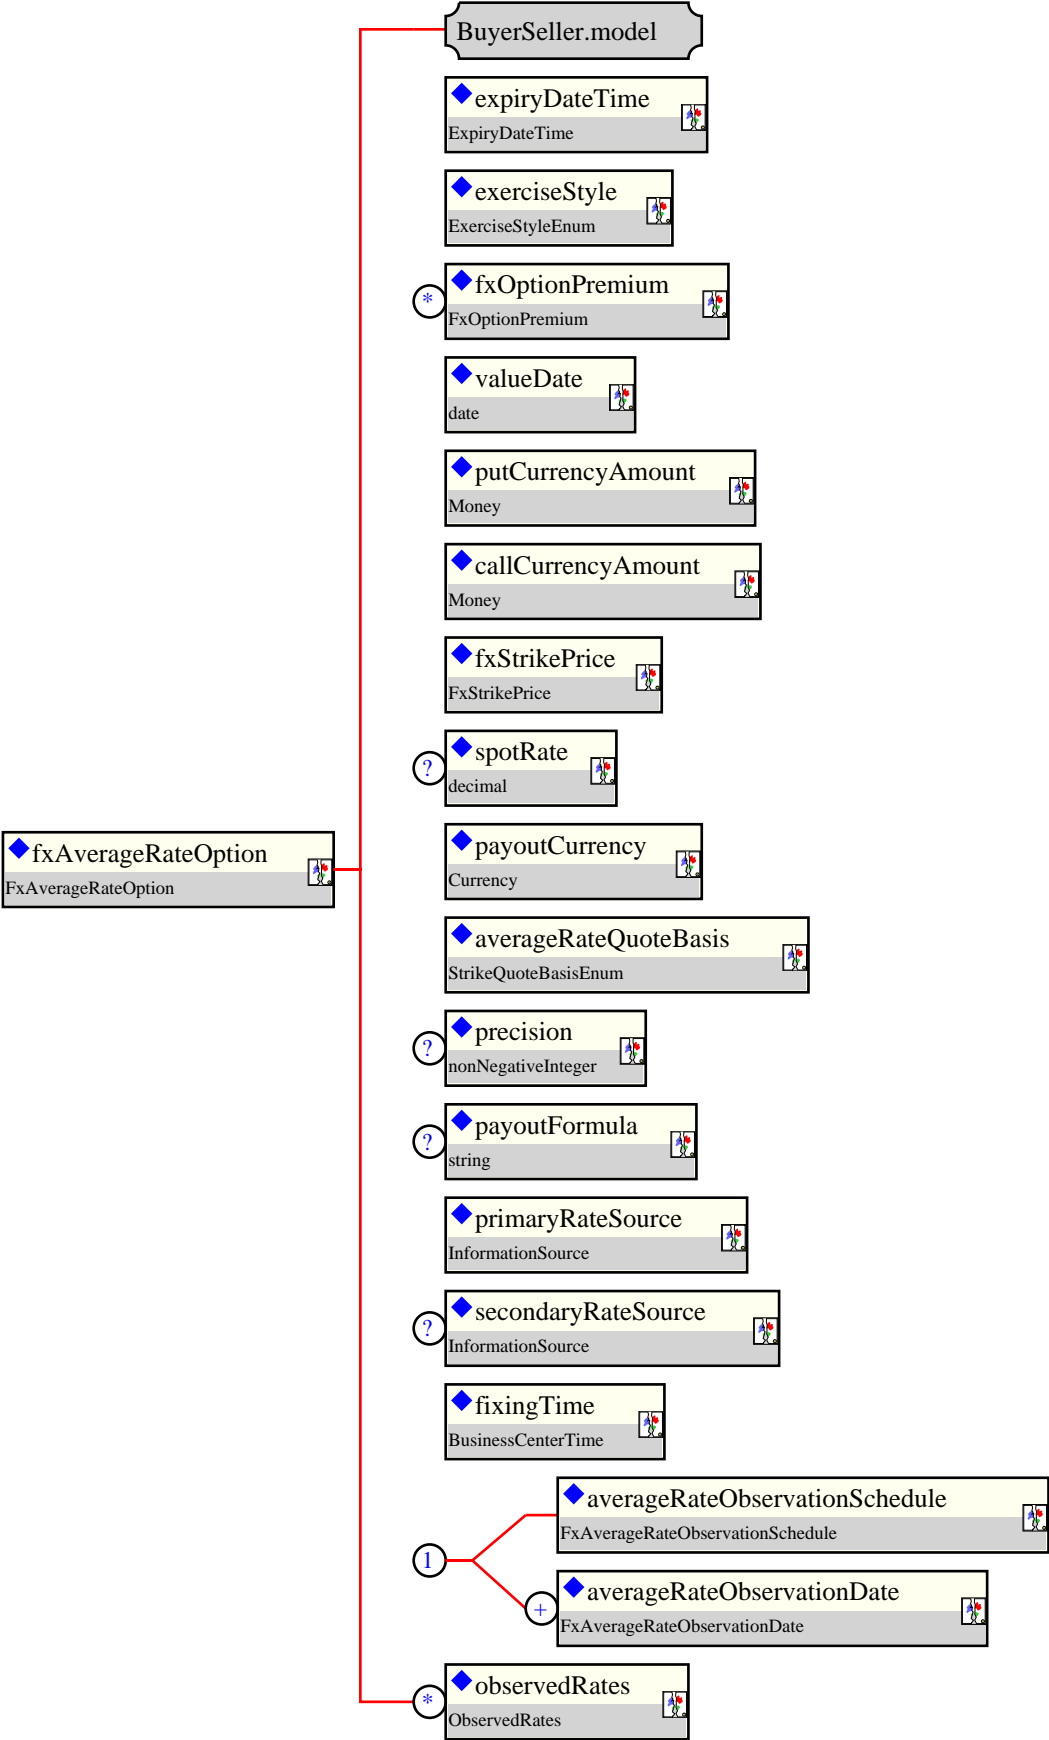 BuyerSeller.model
expiryDateTime
ExpiryDateTime
exerciseStyle
ExerciseStyleEnum
*
fxOptionPremium
FxOptionPremium
valueDate
date
putCurrencyAmount
Money
callCurrencyAmount
Money
fxStrikePrice
FxStrikePrice
?
spotRate
decimal
fxAverageRateOption
FxAverageRateOption
payoutCurrency
Currency
averageRateQuoteBasis
StrikeQuoteBasisEnum
?
precision
nonNegativeInteger
?
payoutFormula
string
primaryRateSource
InformationSource
?
secondaryRateSource
InformationSource
fixingTime
BusinessCenterTime
1
averageRateObservationSchedule
FxAverageRateObservationSchedule
+
averageRateObservationDate
FxAverageRateObservationDate
*
observedRates
ObservedRates